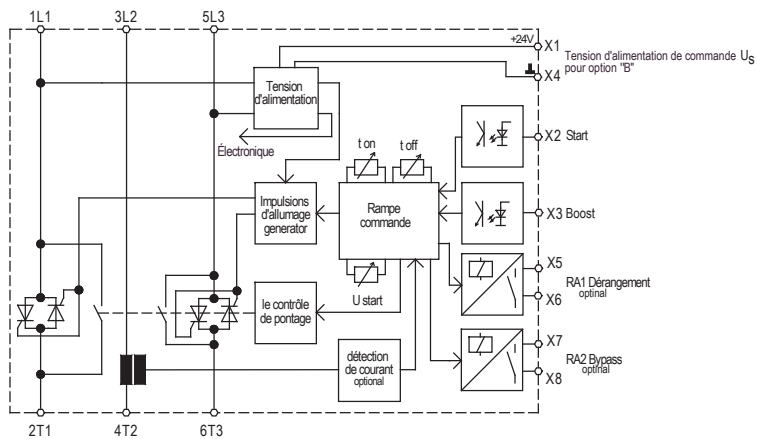 1L1
3L2
5L3
+24V
X1
Tension d'alimentation de commande US
pour option "B"
X4
Tension
d'alimentation
Électronique
t on
t off
X2 Start
Impulsions
d'allumage
generator
Rampe
commande
X3 Boost
U start
X5
RA1 Dérangement
optinal
X6
le contrôle
de pontage
X7
RA2 Bypass
optinal
X8
détection
de courant
optional
2T1
4T2
6T3